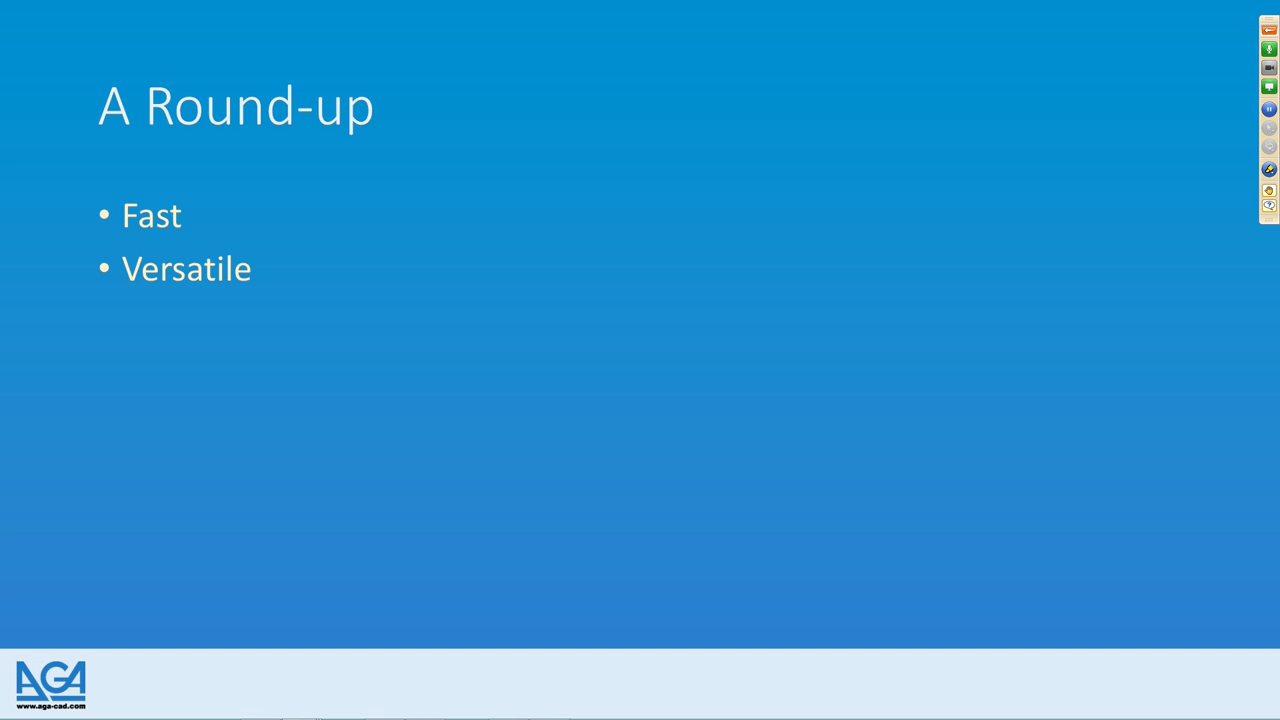 A Round-up
• Fast
• Versatile
AGA
www.aga-cad.com